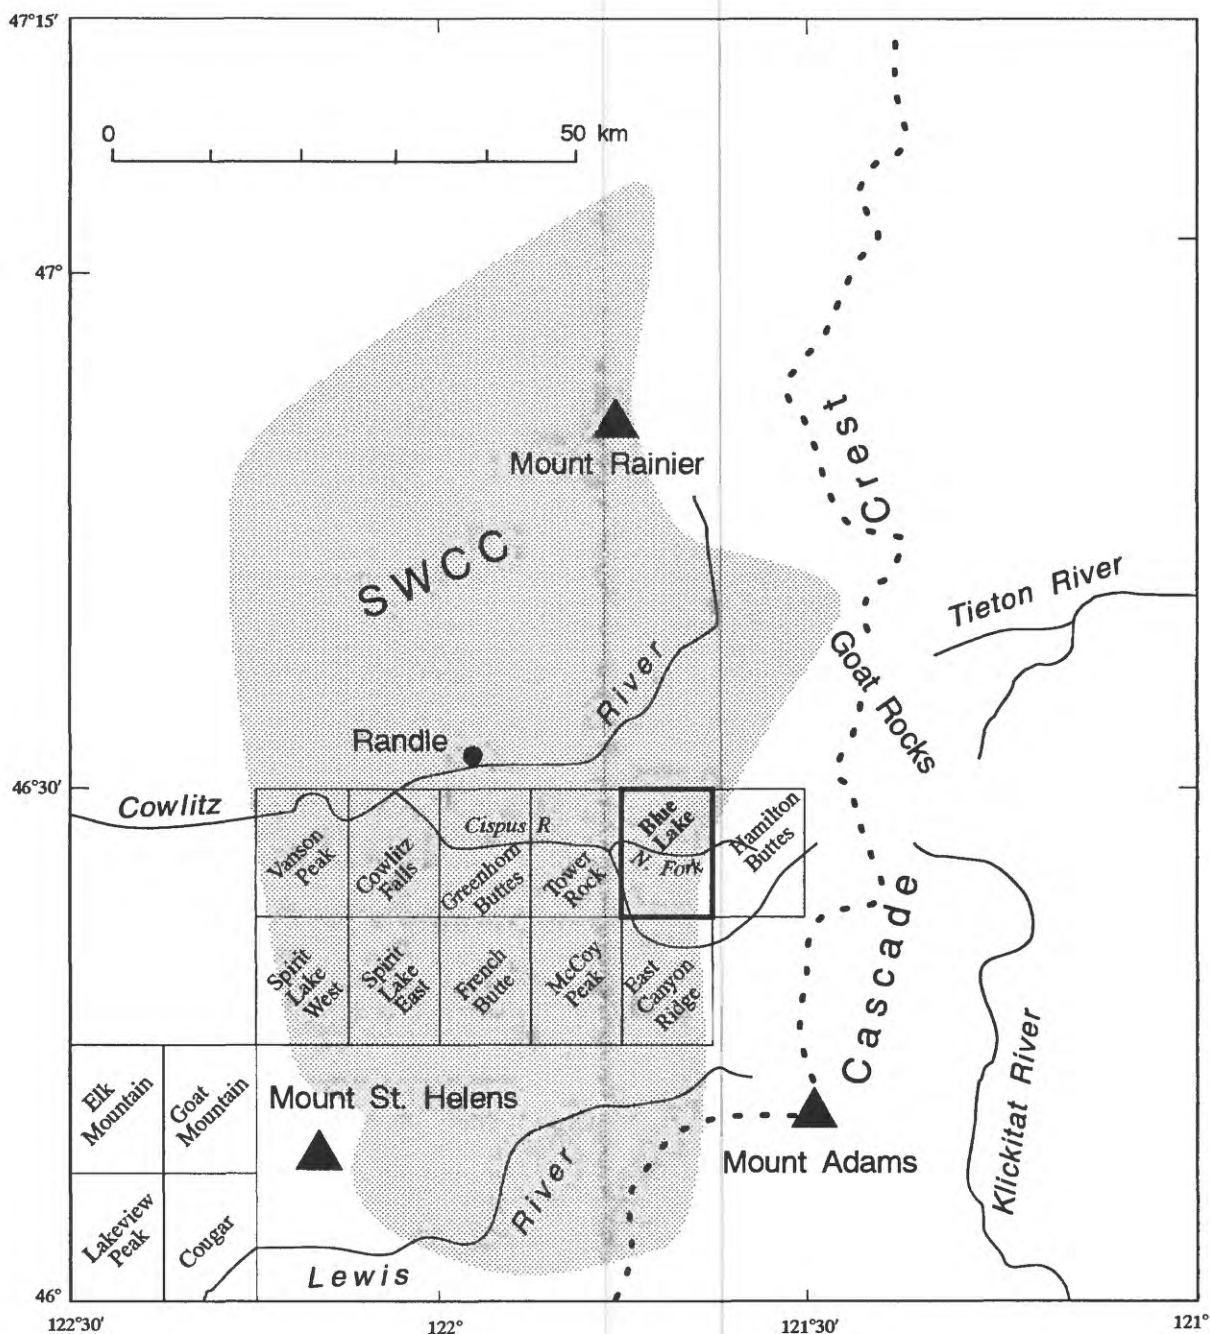 47°15′
0 50 km
47°
Mount Rainier
Crest
SWCC
Tieton River
Goat Rocks
River
Randle
46°30′
Cowlitz
Cispus R
Blue
Lake
N. Fork
Hamilton
Buttes
Vanson
Peak
Cowlitz
Falls
Greenhorn
Buttes
Tower
Rock
Cascade
Spirit
Lake
West
Spirit
Lake
East
French
Butte
McCoy
Peak
East
Canyon
Ridge
Klickitat River
Elk
Mountain
Goat
Mountain
Mount St. Helens
Mount Adams
River
Lakeview
Peak
Cougar
Lewis
46°
122°30′ 122° 121°30′ 121°